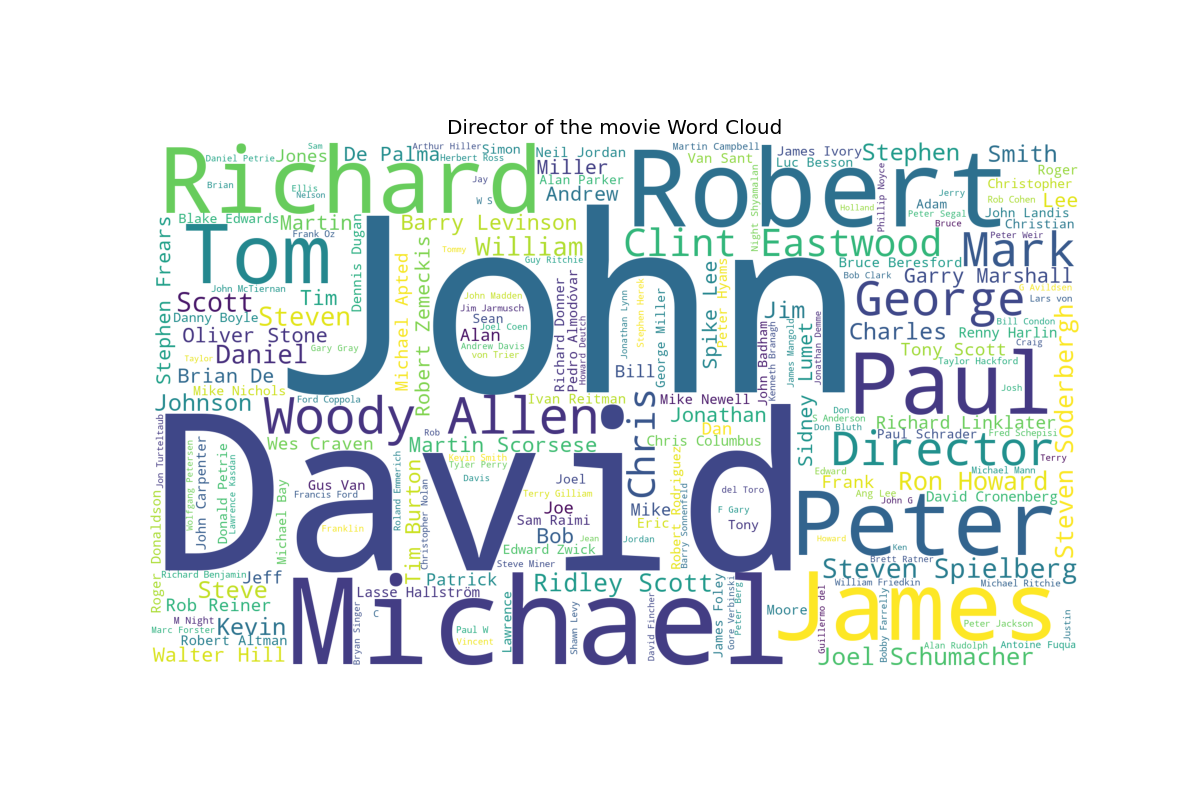 Director of the movie Word Cloud
Sam
Arthur Hiller
Simon
Neil Jordan
Martin Campbell
James Ivory
Stephen
Smith
Richard
Daniel Petrie
Jones
De Palma
Herbert Ross
Miller
Robert
Van Sant
Luc Besson
Phillip Noyce
Roger
Brian
Ellis
Nelson
Jay
W S
Alan Parker
Andrew
Night Shyamalan
Holland
Adam
Jerry
Christopher
Rob Cohen
Lee
Peter Segal
John Landis
Bruce
Christian
Blake Edwards
Martin
Frank Oz
Dennis Dugan
Barry Levinson
Stephen Frears
Tom
John
Tommy
William
Guy Ritchie
Clint Eastwood
Peter Weir
Mark
Bruce Beresford
Bob Clark
Garry Marshall
John McTiernan
Scott
Tim
Michael Apted
Robert Zemeckis
Richard Donner
Pedro Almodóvar
Howard Deutch
Jonathan Lynn
Stephen Herek
George Miller
Spike Lee
Peter Hyams
Jim
George
G Avildsen
Lars von
Danny Boyle
Steven
John Madden
Jim Jarmusch
Sean
Joel Coen
Alan
Andrew Davis
von Trier
Oliver Stone
Gary Gray
Taylor
Daniel
Bill
John Badham
Kenneth Branagh
James Mangold
Jonathan Demme
Sidney Lumet
Charles
Bill Condon
Renny Harlin
Craig
Tony Scott
Taylor Hackford
Brian De
Mike Nichols
Ford Coppola
Ivan Reitman
Mike Newell
Paul
Josh
Johnson
Woody Allen
Rob
Chris
Jonathan
Dan
Don
S Anderson
Don Bluth
Richard Linklater
Paul Schrader
Fred Schepisi
Steven Soderbergh
Jon Turteltaub
Wolfgang Petersen
John Carpenter
Donald Petrie
Lawrence Kasdan
Wes Craven
Martin Scorsese
Chris Columbus
Director
Terry
David
Michael Bay
Gus Van
Francis Ford
Franklin
Roland Emmerich
Tim Burton
Christopher Nolan
Kevin Smith
Tyler Perry
Davis
Joel
Terry Gilliam
Joe
Sam Raimi
Bob
Jean
Jordan
Edward Zwick
Steve Miner
Mike
Eric
Robert Rodriguez
Barry Sonnenfeld
del Toro
F Gary
Tony
Edward
Michael Mann
Frank
Ron Howard
Ang Lee
John G
David Cronenberg
Peter
Howard
Ken
Brett Ratner
Roger Donaldson
Richard Benjamin
Jeff
Steve
Rob Reiner
M Night
Marc Forster
Kevin
Robert Altman
Walter Hill
Michael
Bryan Singer
C
Lasse Hallström
Patrick
Paul W
Vincent
Lawrence
Ridley Scott
Shawn Levy
David Fincher
James Foley
Gore Verbinski
Peter Berg
Moore
James
Guillermo del
Steven Spielberg
William Friedkin
Michael Ritchie
Bobby Farrelly
Peter Jackson
Justin
Alan Rudolph
Antoine Fuqua
Joel Schumacher